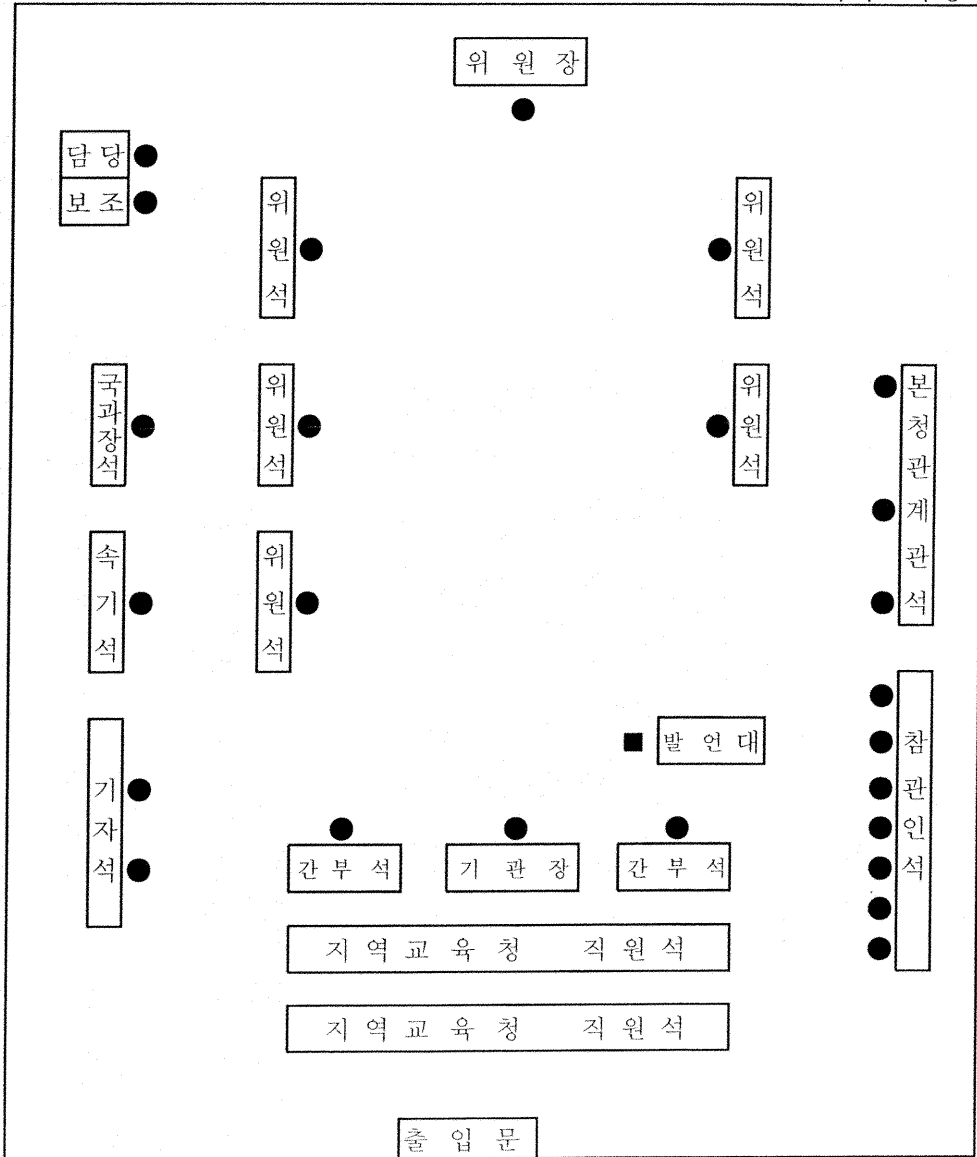 위 원 장
담 당
보 조
위원석
위원석
국과장석
위원석
위원석
본청관계관석
속기석
위원석
기자석
발 언 대
참관인석
간 부 석
기 관 장
간 부 석
지 역 교 육 청 직 원 석
지 역 교 육 청 직 원 석
출 입 문